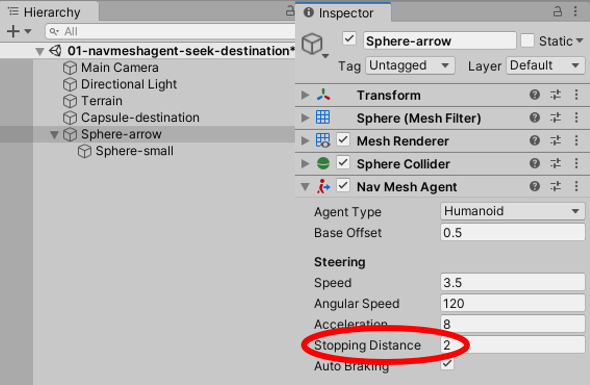 Hierarchy
All
01-navmeshagent-seek-destination*
Main Camera
Directional Light
Terrain
Capsule-destination
Sphere-arrow
Sphere-small
Inspector
Sphere-arrow
Static
Tag Untagged Layer Default
Transform
Sphere (Mesh Filter)
Mesh Renderer
Sphere Collider
Nav Mesh Agent
Agent Type Humanoid
Base Offset 0.5
Steering
Speed 3.5
Angular Speed 120
Acceleration 8
Stopping Distance 2
Auto Braking